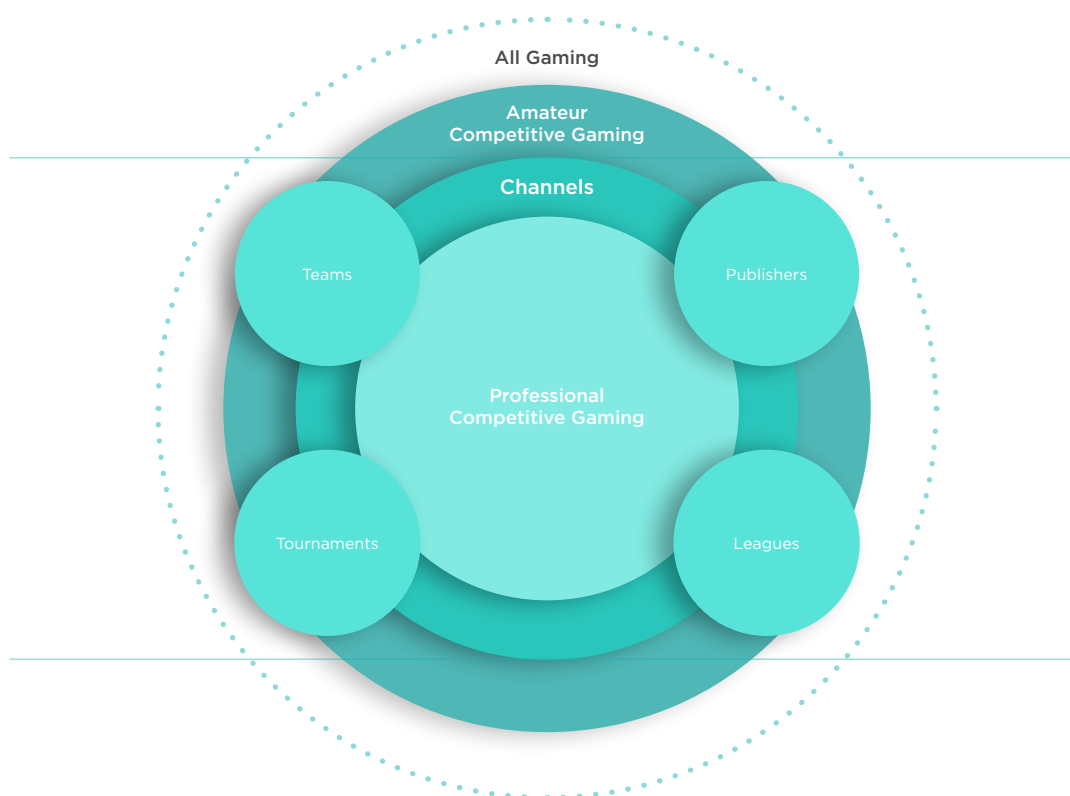 All Gaming
Amateur
Competitive Gaming
Channels
Teams
Publishers
Professional
Competitive Gaming
Tournaments
Leagues